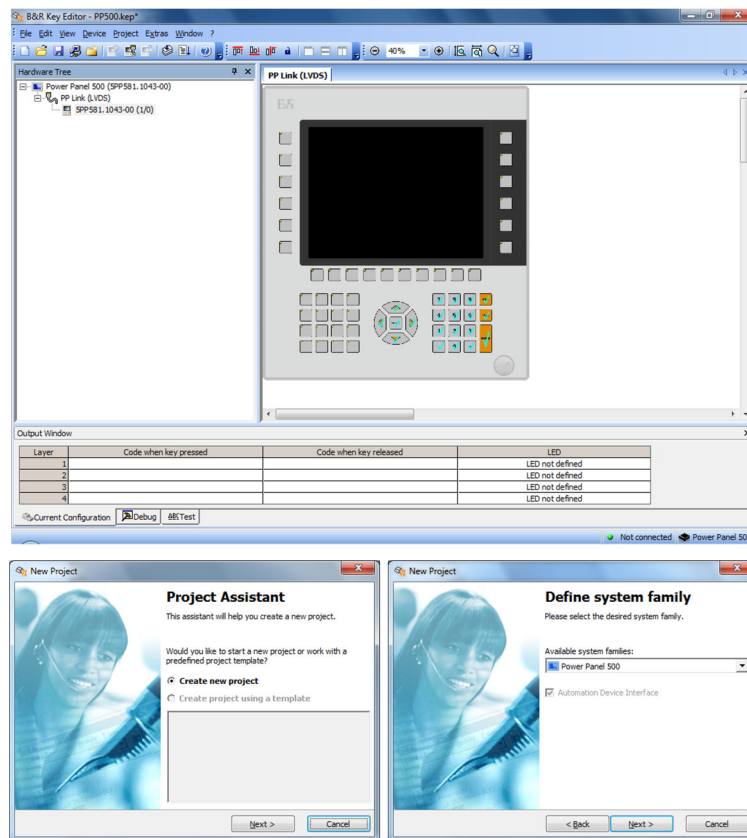 B&R Key Editor - PP500.kep*
File Edit View Device Project Extras Window ?
40%
Hardware Tree
PP Link (LVDS)
Power Panel 500 (5PP581.1043-00)
PP Link (LVDS)
5PP581.1043-00 (1/0)
B&R
Output Window
Layer Code when key pressed Code when key released LED
1 LED not defined
2 LED not defined
3 LED not defined
4 LED not defined
Current Configuration Debug Test
Not connected Power Panel 50
New Project
Project Assistant
This assistant will help you create a new project.
Would you like to start a new project or work with a
predefined project template?
Create new project
Create project using a template
Next > Cancel
New Project
Define system family
Please select the desired system family.
Available system families:
Power Panel 500
Automation Device Interface
< Back Next > Cancel